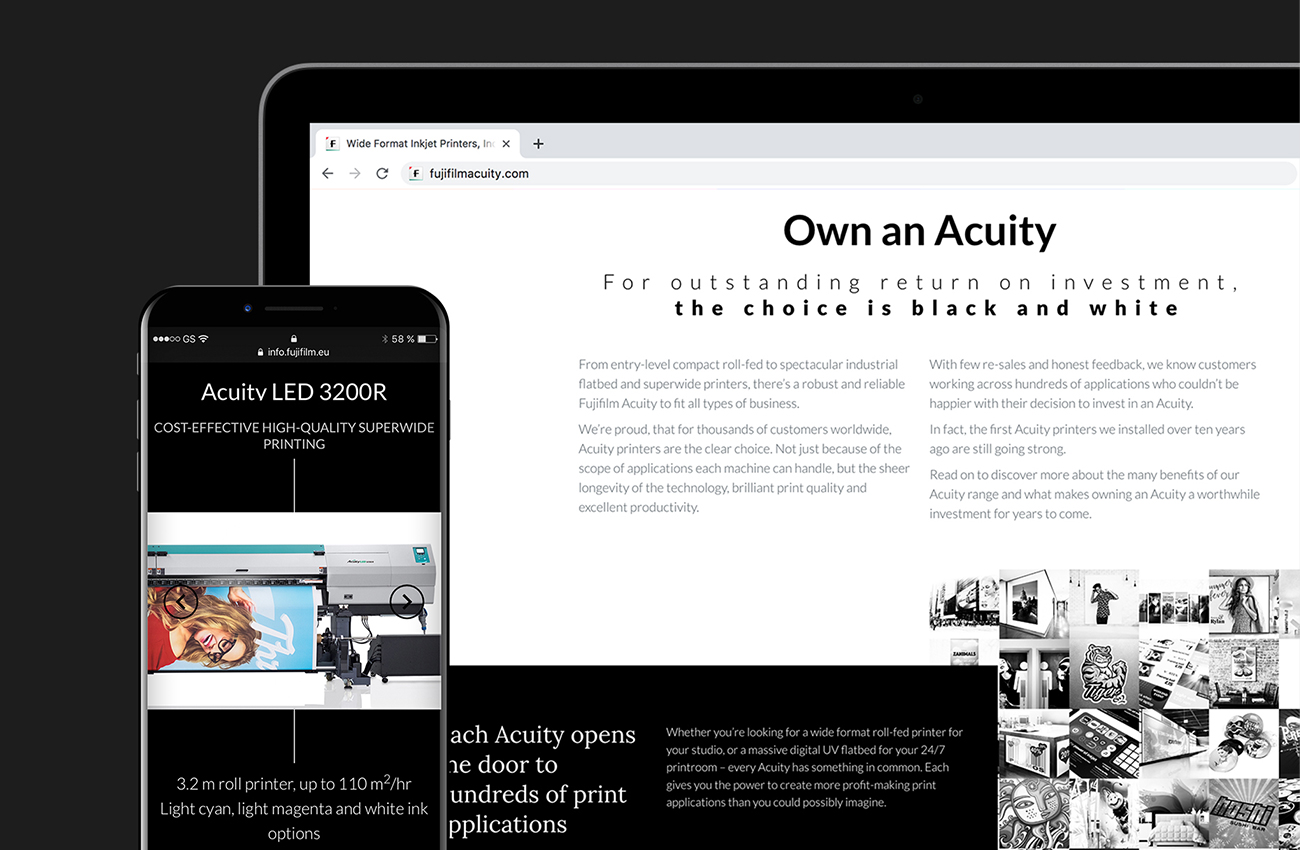 Wide Format Inkjet Printers, In
fujifilmacuity.com
Own an Acuity
For outstanding return on investment,
the choice is black and white
From entry-level compact roll-fed to spectacular industrial
flatbed and superwide printers, there's a robust and reliable
Fujifilm Acuity to fit all types of business.
We're proud, that for thousands of customers worldwide,
Acuity printers are the clear choice. Not just because of the
scope of applications each machine can handle, but the sheer
longevity of the technology, brilliant print quality and
excellent productivity.
With few re-sales and honest feedback, we know customers
working across hundreds of applications who couldn't be
happier with their decision to invest in an Acuity.
In fact, the first Acuity printers we installed over ten years
ago are still going strong.
Read on to discover more about the many benefits of our
Acuity range and what makes owning an Acuity a worthwhile
investment for years to come.
GS
58 %
info.fujifilm.eu
Acuity LED 3200R
COST-EFFECTIVE HIGH-QUALITY SUPERWIDE
PRINTING
Acuity
Thi
3.2 m roll printer, up to 110 m²/hr
Light cyan, light magenta and white ink
options
ach Acuity opens
he door to
undreds of print
pplications
Whether you're looking for a wide format roll-fed printer for
your studio, or a massive digital UV flatbed for your 24/7
printroom – every Acuity has something in common. Each
gives you the power to create more profit-making print
applications than you could possibly imagine.
ZANIMALS
Tiger
Rylan
Hoshi
SUSHI BAR